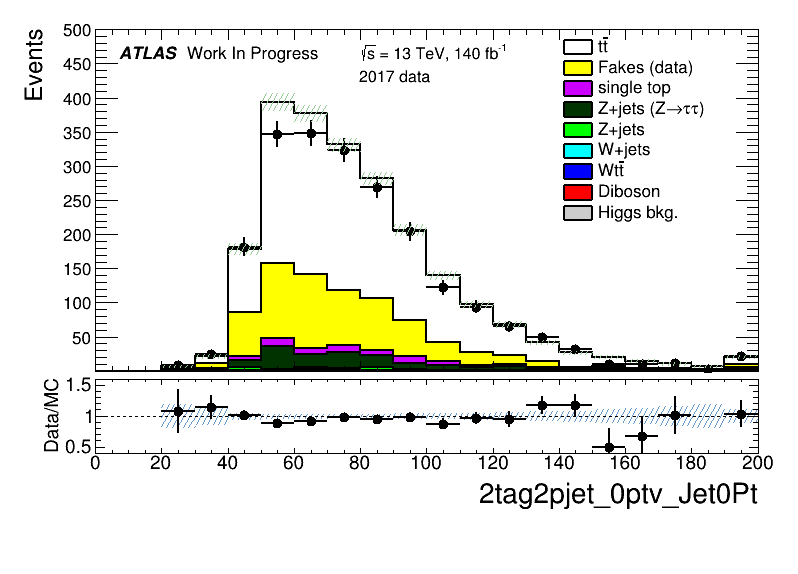 Events
500
450
400
350
300
250
200
150
100
50
ATLAS Work In Progress
√s = 13 TeV, 140 fb⁻¹
2017 data
tt̄
Fakes (data)
single top
Z+jets (Z→ττ)
Z+jets
W+jets
Wtt̄
Diboson
Higgs bkg.
Data/MC
1.5
1
0.5
0 20 40 60 80 100 120 140 160 180 200
2tag2pjet_0ptv_Jet0Pt